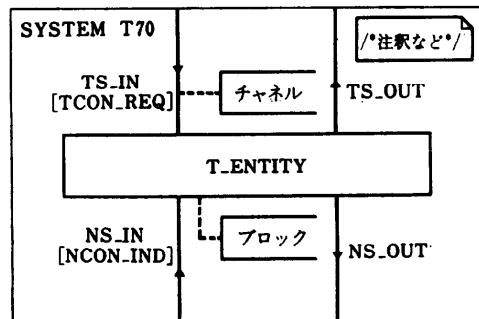 SYSTEM T70
/*注釈など*/
TS_IN
[TCON_REQ]
チャネル
TS_OUT
T_ENTITY
NS_IN
[NCON_IND]
ブロック
NS_OUT